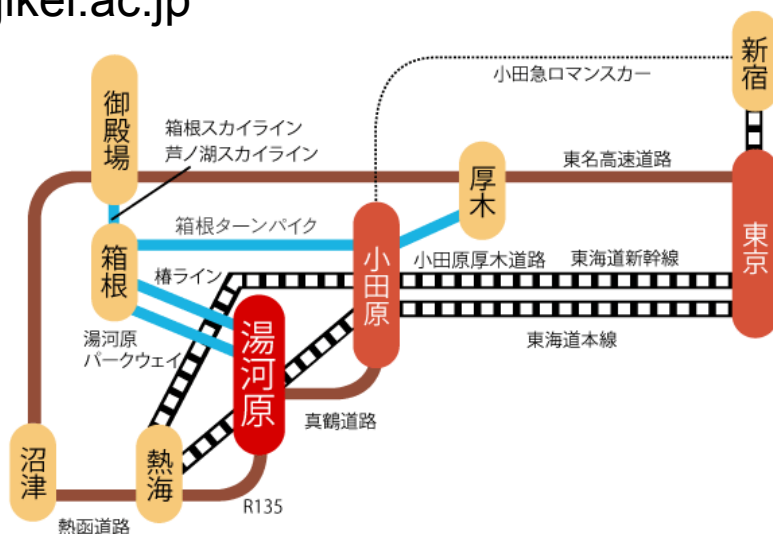 jikei.ac.jp
新宿
小田急ロマンスカー
御殿場
箱根スカイライン
芦ノ湖スカイライン
東名高速道路
厚木
東京
箱根ターンパイク
小田原
箱根
小田原厚木道路
東海道新幹線
椿ライン
湯河原
湯河原
パークウェイ
東海道本線
真鶴道路
沼津
熱海
R135
熱函道路